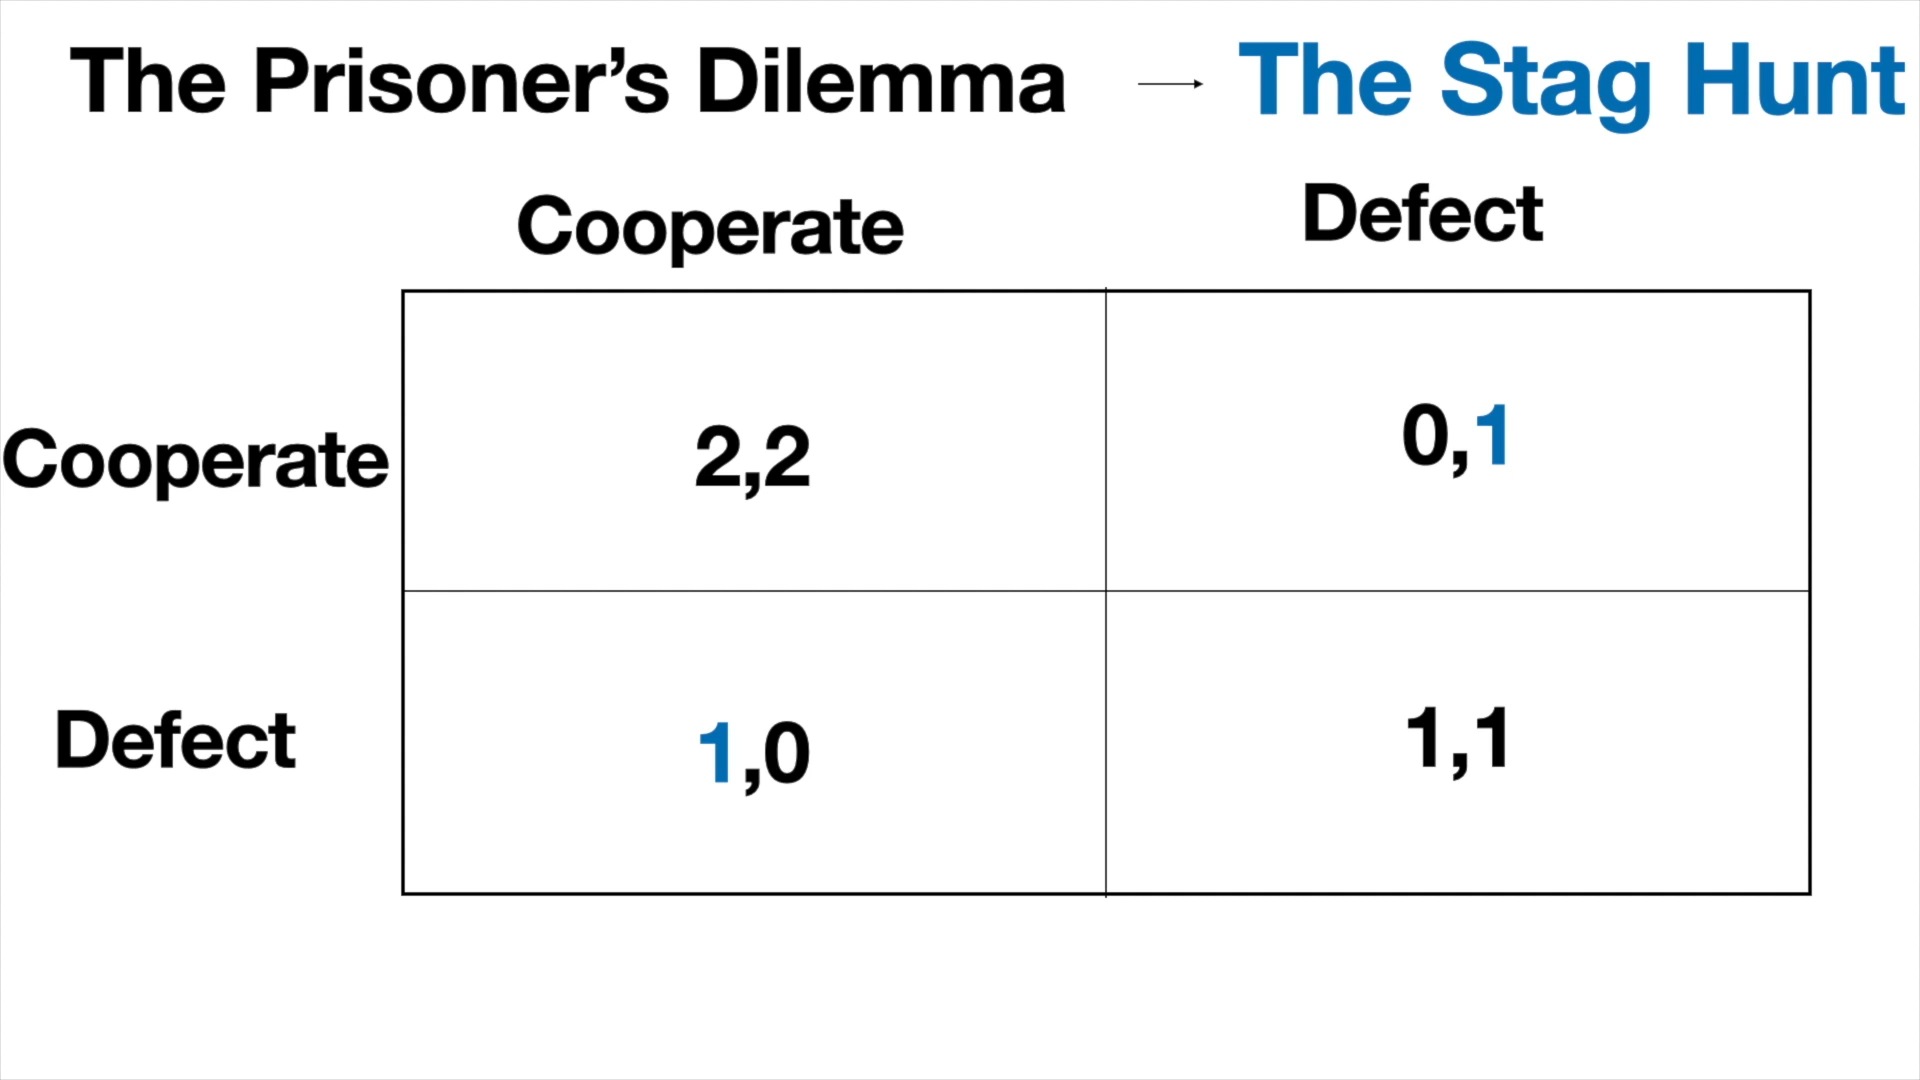 The Prisoner’s Dilemma → The Stag Hunt
Cooperate Defect
Cooperate 2,2 0,1
Defect 1,0 1,1